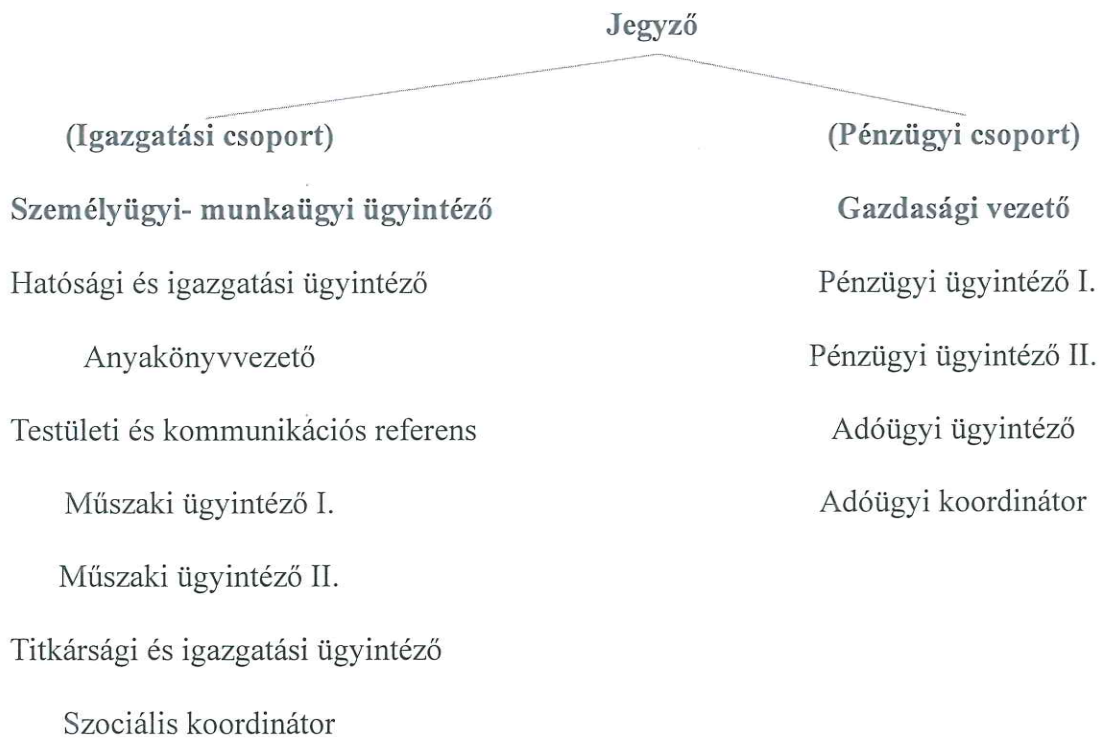 Jegyző
(Igazgatási csoport)
Személyügyi- munkaügyi ügyintéző
Hatósági és igazgatási ügyintéző
Anyakönyvvezető
Testületi és kommunikációs referens
Műszaki ügyintéző I.
Műszaki ügyintéző II.
Titkársági és igazgatási ügyintéző
Szociális koordinátor
(Pénzügyi csoport)
Gazdasági vezető
Pénzügyi ügyintéző I.
Pénzügyi ügyintéző II.
Adóügyi ügyintéző
Adóügyi koordinátor